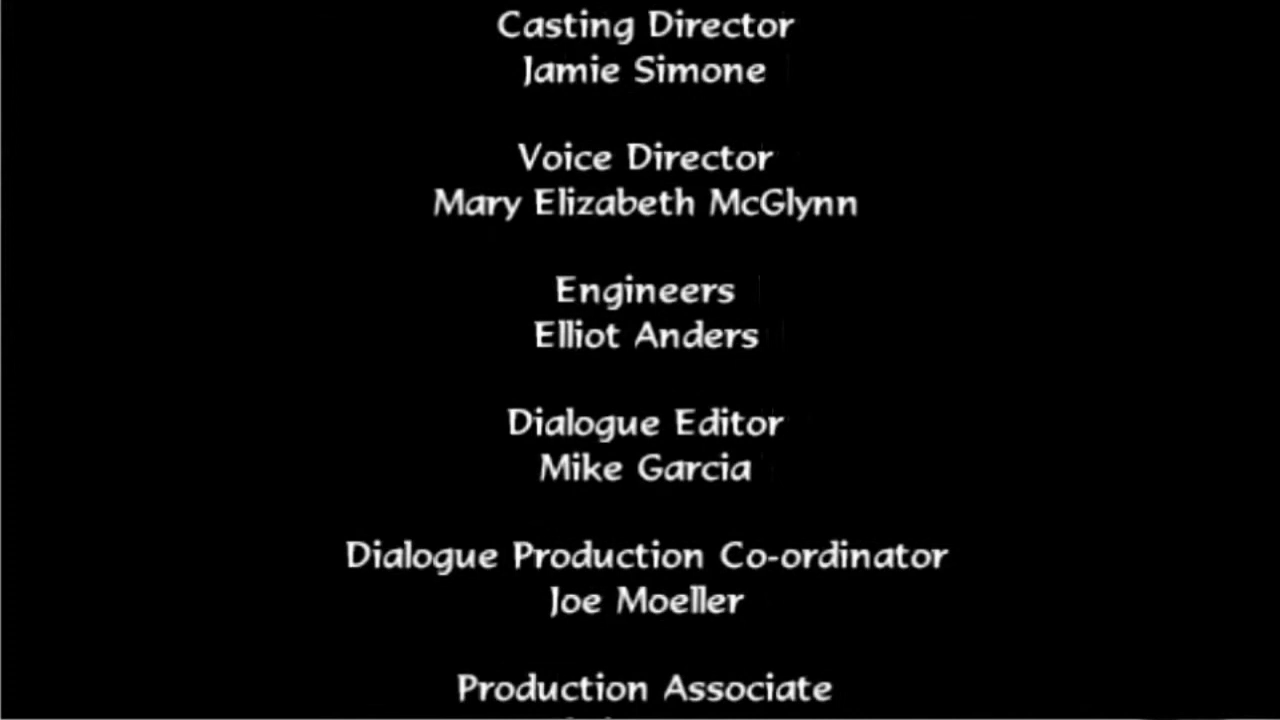 Casting Director
Jamie Simone
Voice Director
Mary Elizabeth McGlynn
Engineers
Elliot Anders
Dialogue Editor
Mike Garcia
Dialogue Production Co-ordinator
Joe Moeller
Production Associate